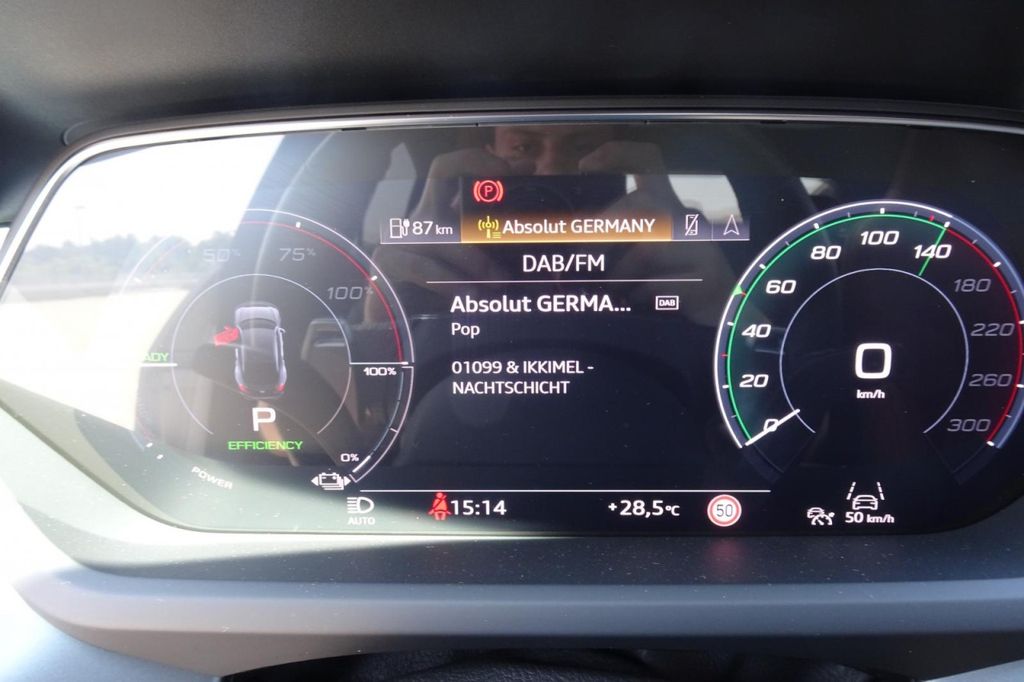 P
87 km
Absolut GERMANY
DAB/FM
Absolut GERMA...
DAB
Pop
01099 & IKKIMEL -
NACHTSCHICHT
50%
75%
100%
ADY
100%
P
EFFICIENCY
0%
POWER
AUTO
15:14
+28,5°C
50
50 km/h
0
20
40
60
80
100
140
180
220
260
300
0
km/h